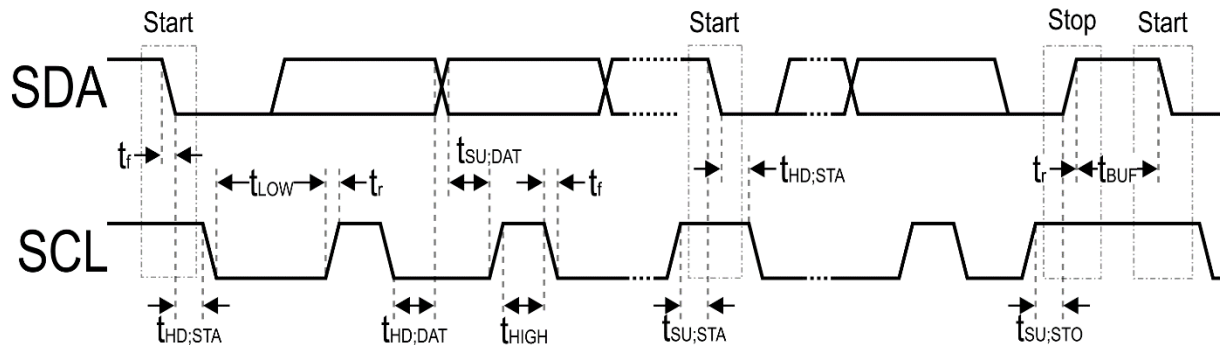 Start Start Stop Start
SDA
tf tSU;DAT tHD;STA
tLOW tr tf tr tBUF
SCL
tHD;STA tHD;DAT tHIGH tSU;STA tSU;STO